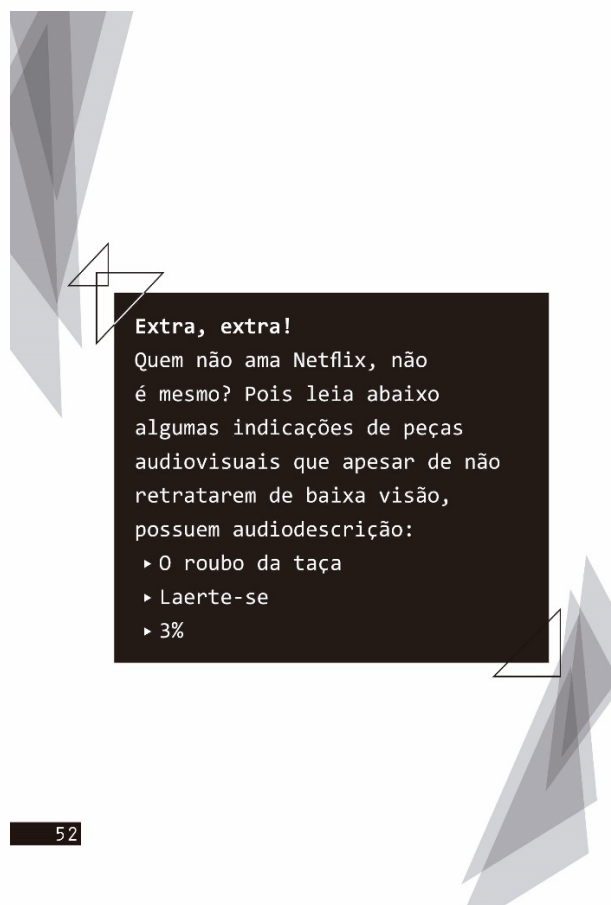 Extra, extra!
Quem não ama Netflix, não
é mesmo? Pois leia abaixo
algumas indicações de peças
audiovisuais que apesar de não
retratarem de baixa visão,
possuem audiodescrição:
▸ O roubo da taça
▸ Laerte-se
▸ 3%
52